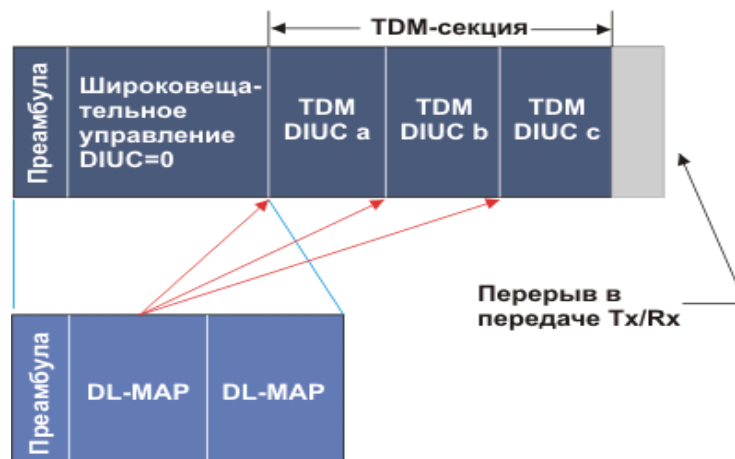 TDM-секция
Преамбула
Широковеща-
тельное
управление
DIUC=0
TDM
DIUC a
TDM
DIUC b
TDM
DIUC c
Перерыв в
передаче Tx/Rx
Преамбула
DL-MAP
DL-MAP